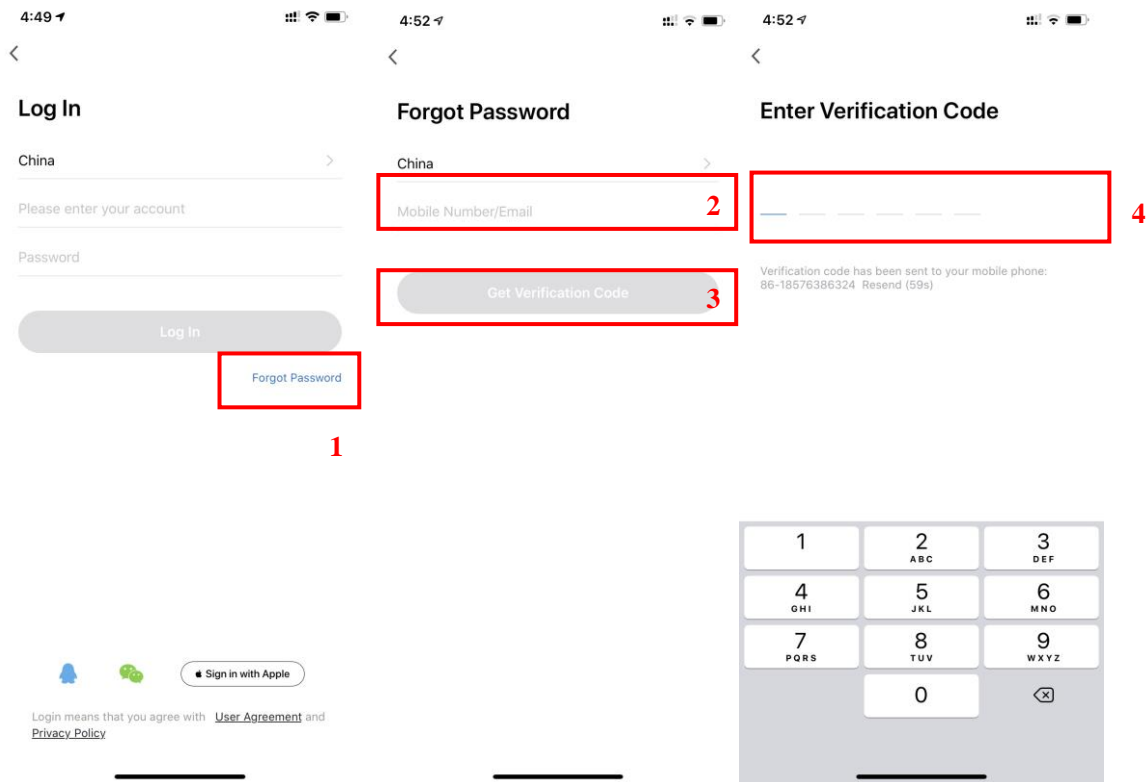 4:49
Log In
China
Please enter your account
Password
Log In
Forgot Password
1
Sign in with Apple
Login means that you agree with User Agreement and
Privacy Policy
4:52
Forgot Password
China
Mobile Number/Email
2
Get Verification Code
3
4:52
Enter Verification Code
4
Verification code has been sent to your mobile phone:
86-18576386324 Resend (59s)
1
2
ABC
3
DEF
4
GHI
5
JKL
6
MNO
7
PQRS
8
TUV
9
WXYZ
0